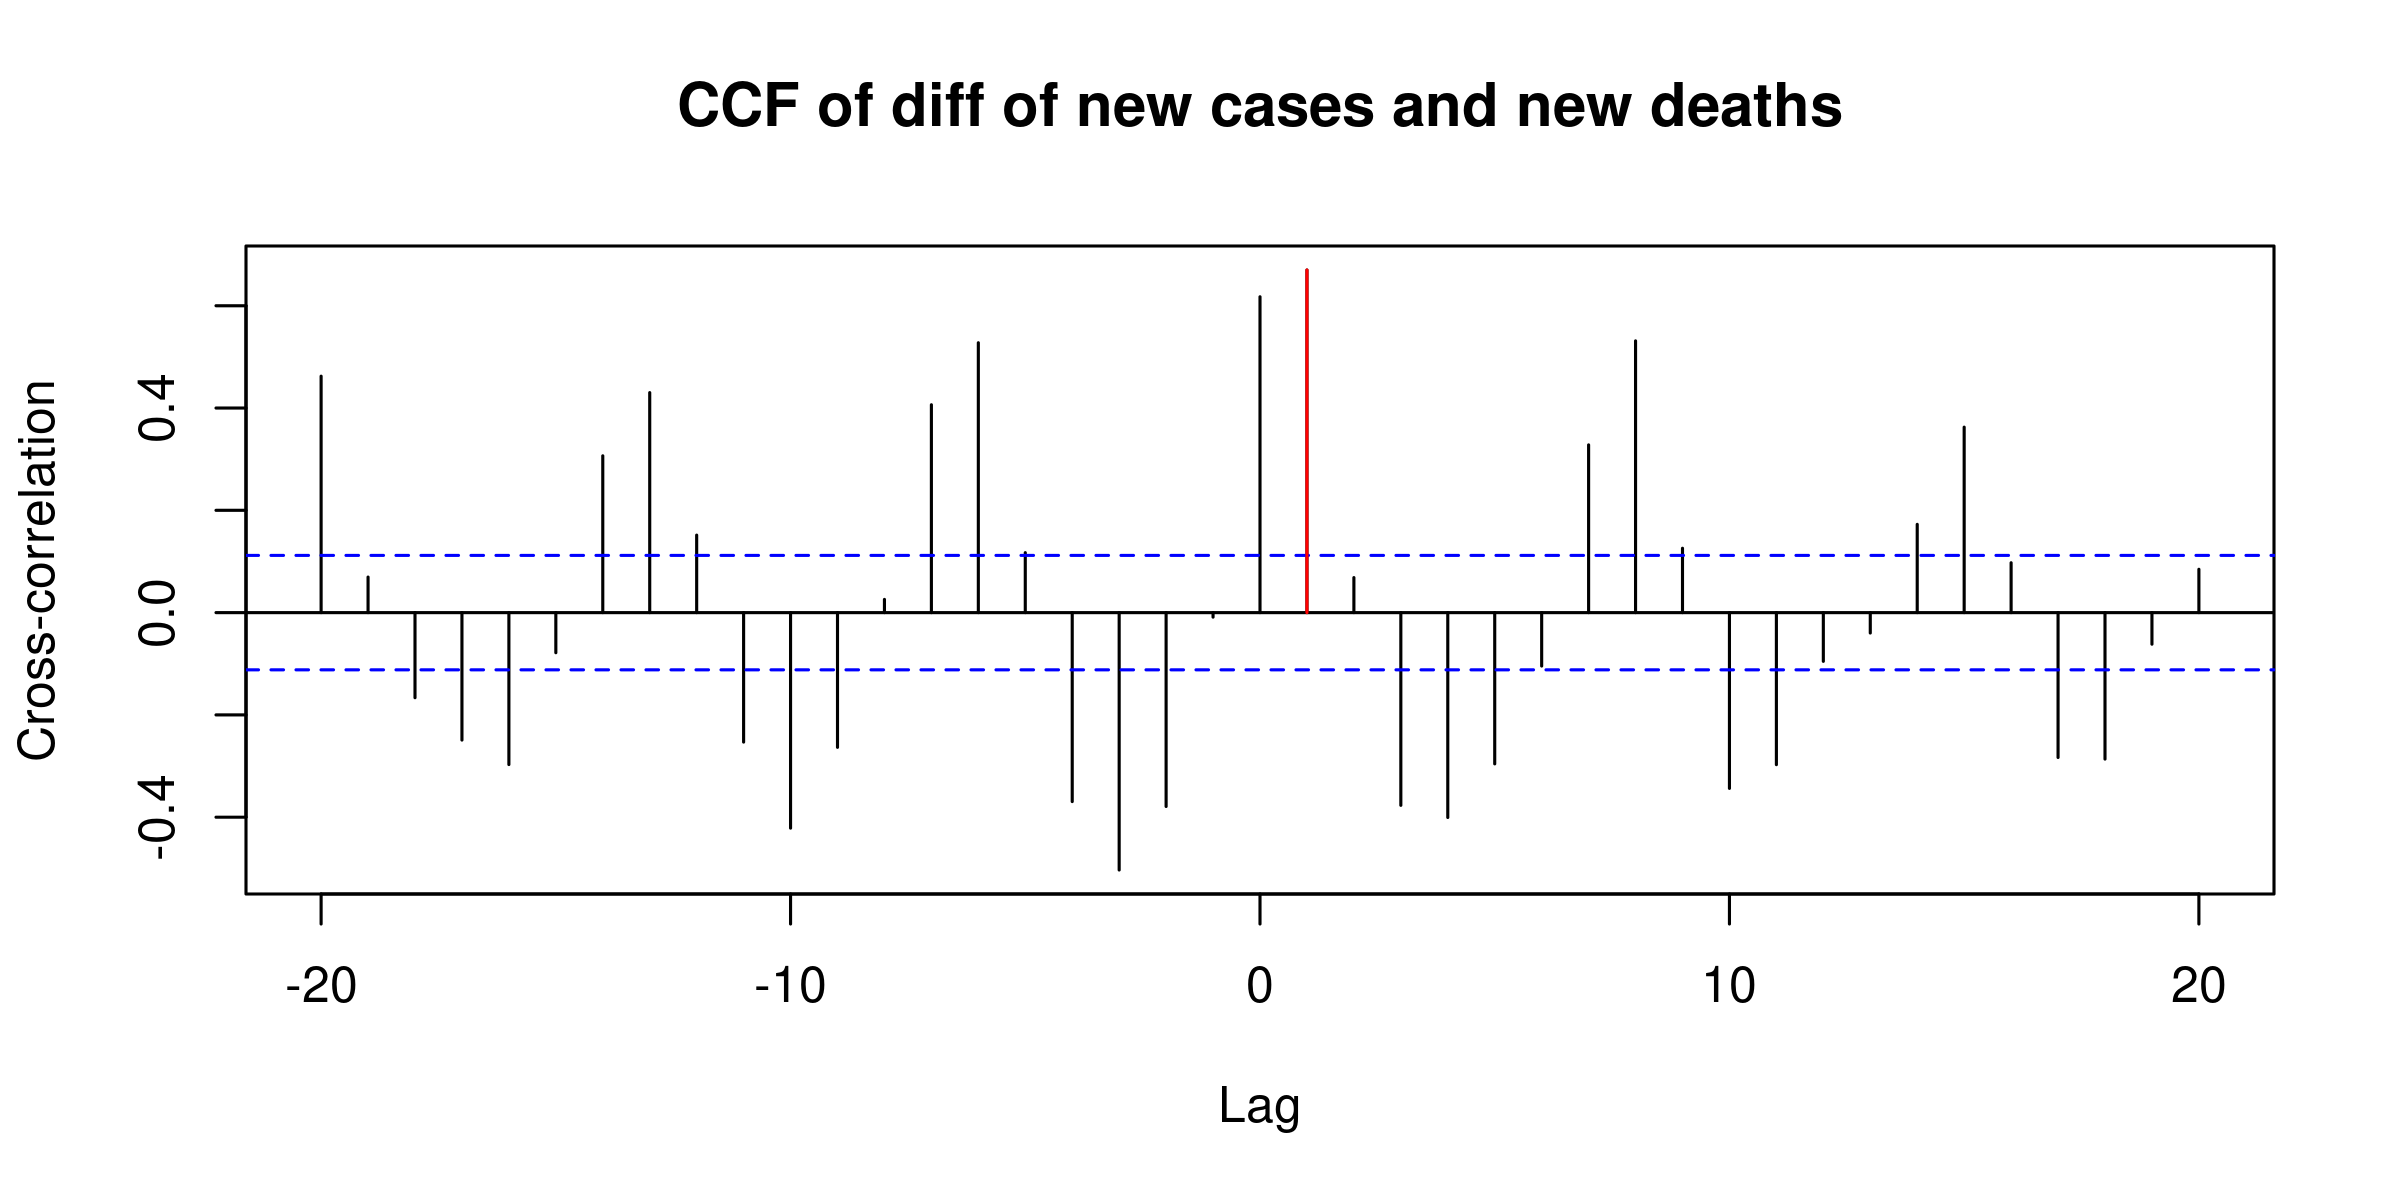 CCF of diff of new cases and new deaths
Cross-correlation
0.4
0.0
-0.4
-20 -10 0 10 20
Lag